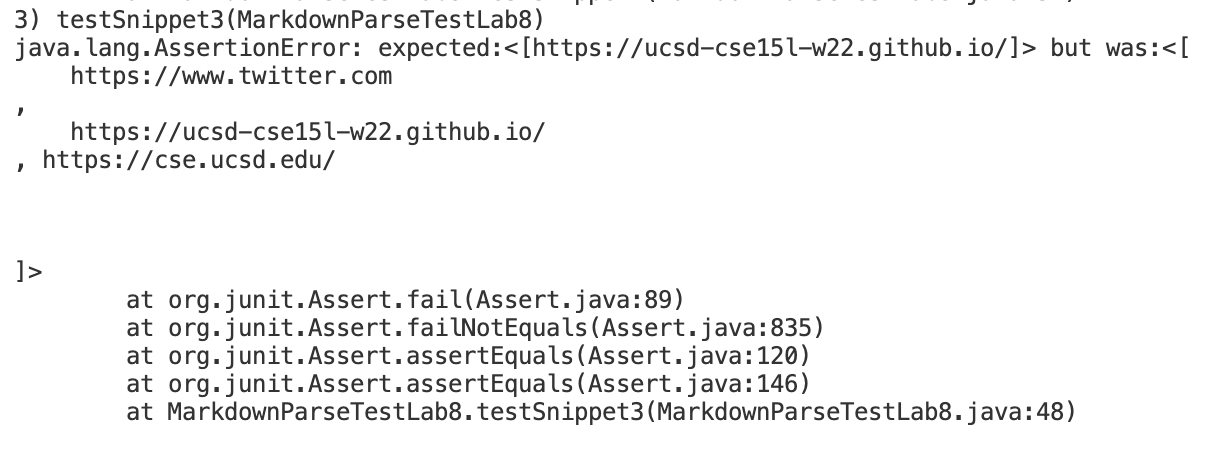 3) testSnippet3(MarkdownParseTestLab8)
java.lang.AssertionError: expected:<[https://ucsd-cse15l-w22.github.io/]> but was:<[
    https://www.twitter.com
,
    https://ucsd-cse15l-w22.github.io/
, https://cse.ucsd.edu/
]>
        at org.junit.Assert.fail(Assert.java:89)
        at org.junit.Assert.failNotEquals(Assert.java:835)
        at org.junit.Assert.assertEquals(Assert.java:120)
        at org.junit.Assert.assertEquals(Assert.java:146)
        at MarkdownParseTestLab8.testSnippet3(MarkdownParseTestLab8.java:48)